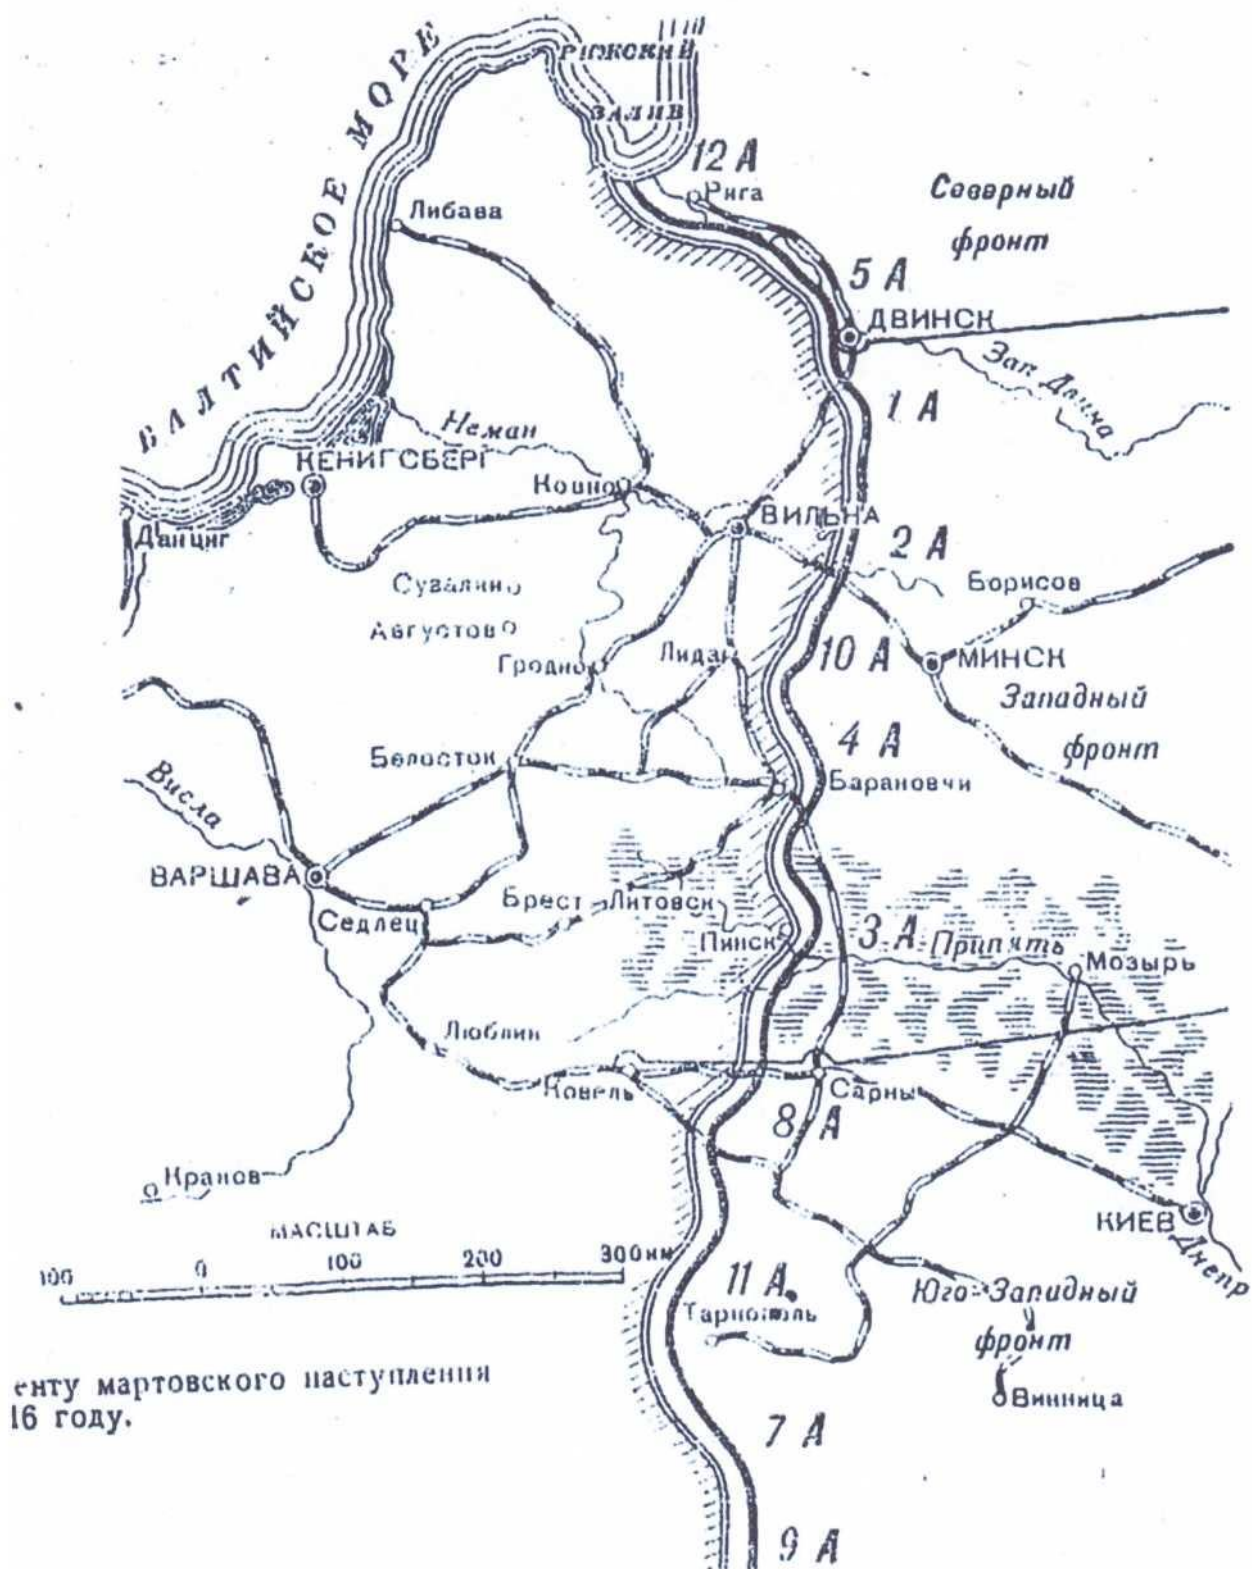 БАЛТИЙСКОЕ МОРЕ
РИЖСКИЙ
ЗАЛИВ
12 А
Рига
Северный
фронт
Либава
5 А
ДВИНСК
Зап. Двина
1 А
Неман
КЕНИГСБЕРГ
Ковно
ВИЛЬНА
Данциг
2 А
Сувалки
Борисов
Августово
Гродно
Лида
10 А
МИНСК
Западный
фронт
4 А
Белосток
Барановчи
Висла
ВАРШАВА
Брест-Литовск
Седлец
Пинск
3 А
Припять
Мозырь
Люблин
Ковель
Сарны
8 А
Краков
КИЕВ
Днепр
МАСШТАБ
100 0 100 200 300 км
11 А
Тарнополь
Юго-Западный
фронт
Винница
енту мартовского наступления
16 году.
7 А
9 А